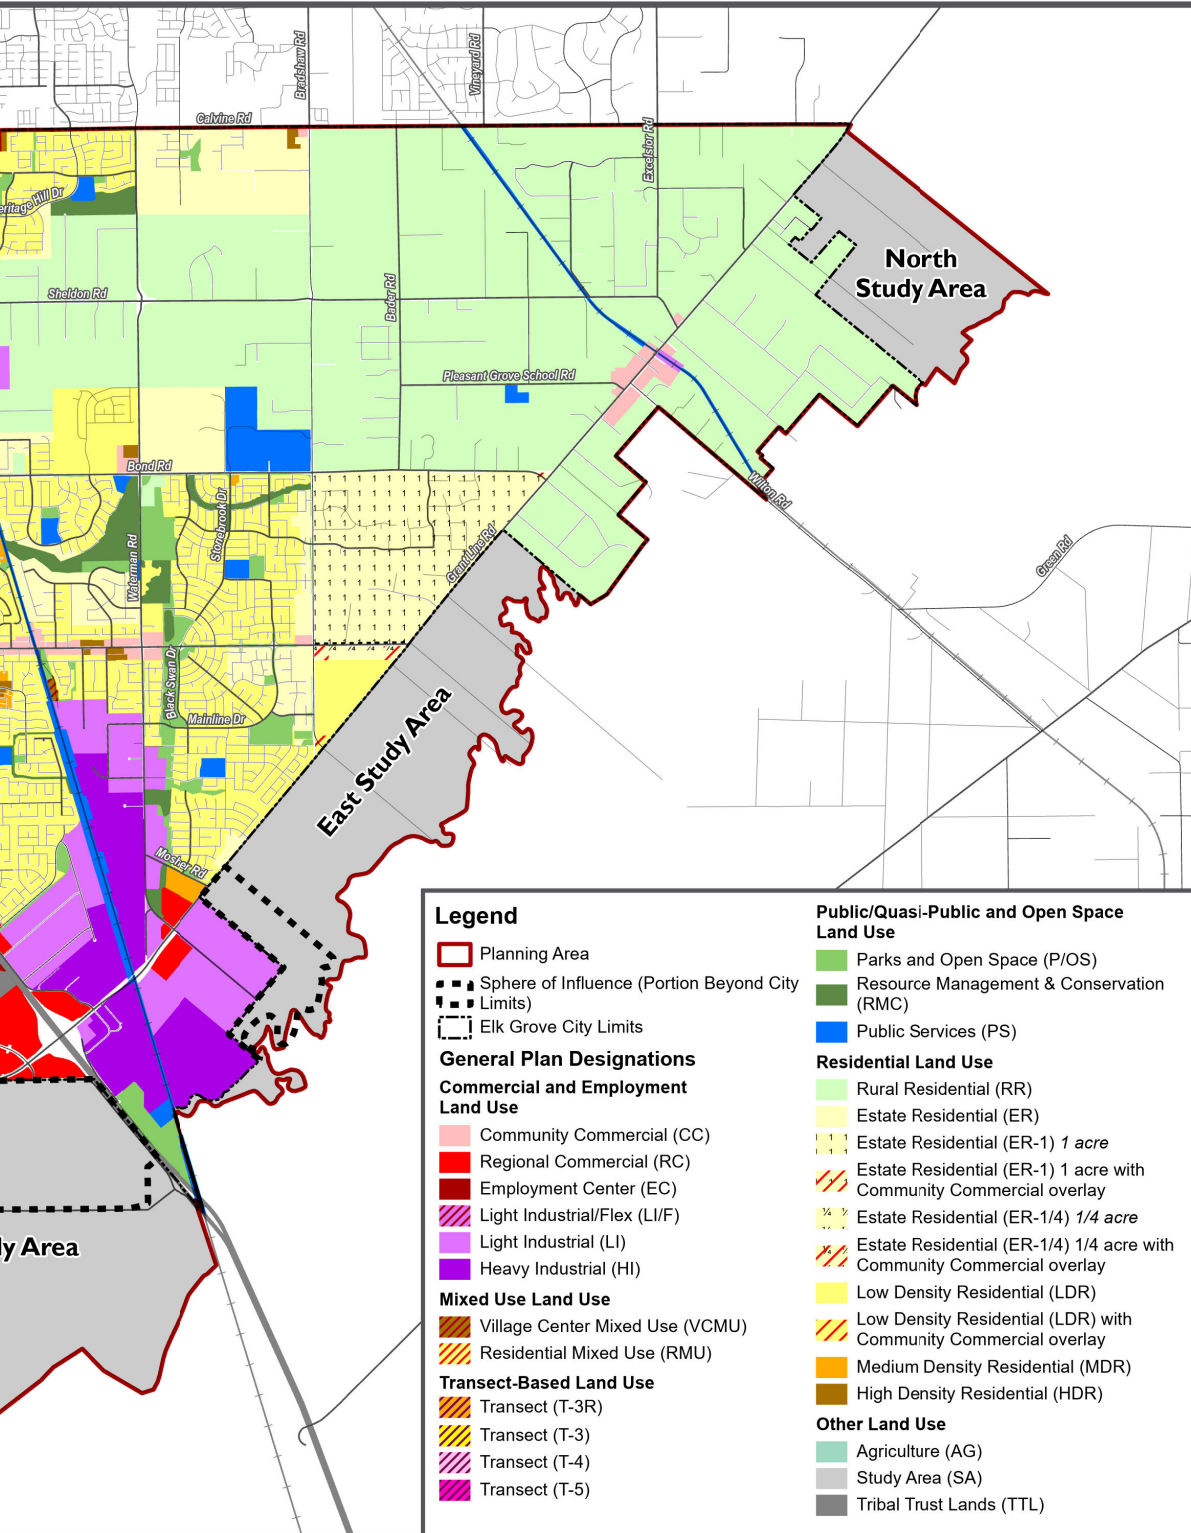 Bradshaw Rd
Vineyard Rd
Calvine Rd
Excelsior Rd
eritage Hill Dr
North
Study Area
Sheldon Rd
Bader Rd
Pleasant Grove School Rd
Bond Rd
Wilton Rd
Stonebrook Dr
Waterman Rd
Grant Line Rd
Green Rd
Black Swan Dr
Mainline Dr
East Study Area
Mosher Rd
ly Area
Legend
Planning Area
Sphere of Influence (Portion Beyond City
Limits)
Elk Grove City Limits
General Plan Designations
Commercial and Employment
Land Use
Community Commercial (CC)
Regional Commercial (RC)
Employment Center (EC)
Light Industrial/Flex (LI/F)
Light Industrial (LI)
Heavy Industrial (HI)
Mixed Use Land Use
Village Center Mixed Use (VCMU)
Residential Mixed Use (RMU)
Transect-Based Land Use
Transect (T-3R)
Transect (T-3)
Transect (T-4)
Transect (T-5)
Public/Quasi-Public and Open Space
Land Use
Parks and Open Space (P/OS)
Resource Management & Conservation
(RMC)
Public Services (PS)
Residential Land Use
Rural Residential (RR)
Estate Residential (ER)
Estate Residential (ER-1) 1 acre
Estate Residential (ER-1) 1 acre with
Community Commercial overlay
Estate Residential (ER-1/4) 1/4 acre
Estate Residential (ER-1/4) 1/4 acre with
Community Commercial overlay
Low Density Residential (LDR)
Low Density Residential (LDR) with
Community Commercial overlay
Medium Density Residential (MDR)
High Density Residential (HDR)
Other Land Use
Agriculture (AG)
Study Area (SA)
Tribal Trust Lands (TTL)